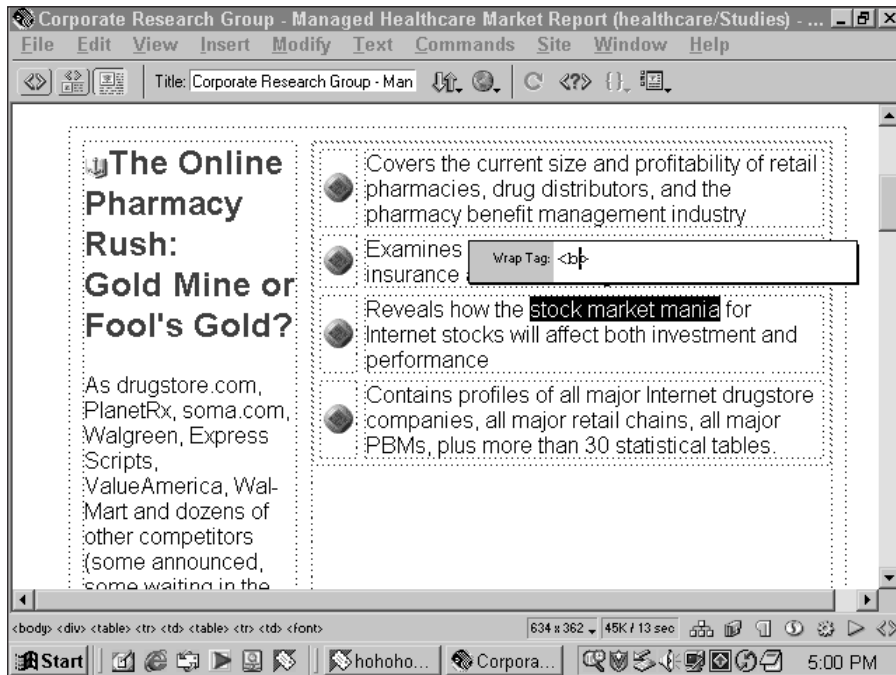 Corporate Research Group - Managed Healthcare Market Report (healthcare/Studies) - ...
File Edit View Insert Modify Text Commands Site Window Help
Title: Corporate Research Group - Man
The Online
Pharmacy
Rush:
Gold Mine or
Fool's Gold?
As drugstore.com,
PlanetRx, soma.com,
Walgreen, Express
Scripts,
ValueAmerica, Wal-
Mart and dozens of
other competitors
(some announced,
some waiting in the
Covers the current size and profitability of retail
pharmacies, drug distributors, and the
pharmacy benefit management industry
Examines
insurance
Wrap Tag: <b>
Reveals how the stock market mania for
Internet stocks will affect both investment and
performance
Contains profiles of all major Internet drugstore
companies, all major retail chains, all major
PBMs, plus more than 30 statistical tables.
<body> <div> <table> <tr> <td> <table> <tr> <td> <font> 634 x 362 45K / 13 sec
Start hohoho... Corpora... 5:00 PM